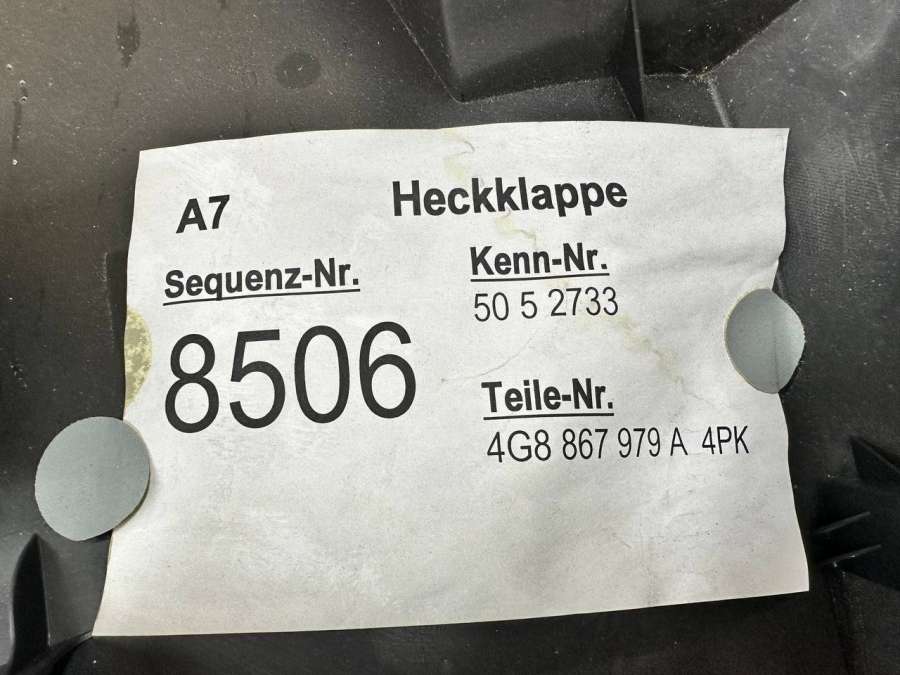 A7 Heckklappe
Sequenz-Nr.
8506
Kenn-Nr.
50 5 2733
Teile-Nr.
4G8 867 979 A 4PK